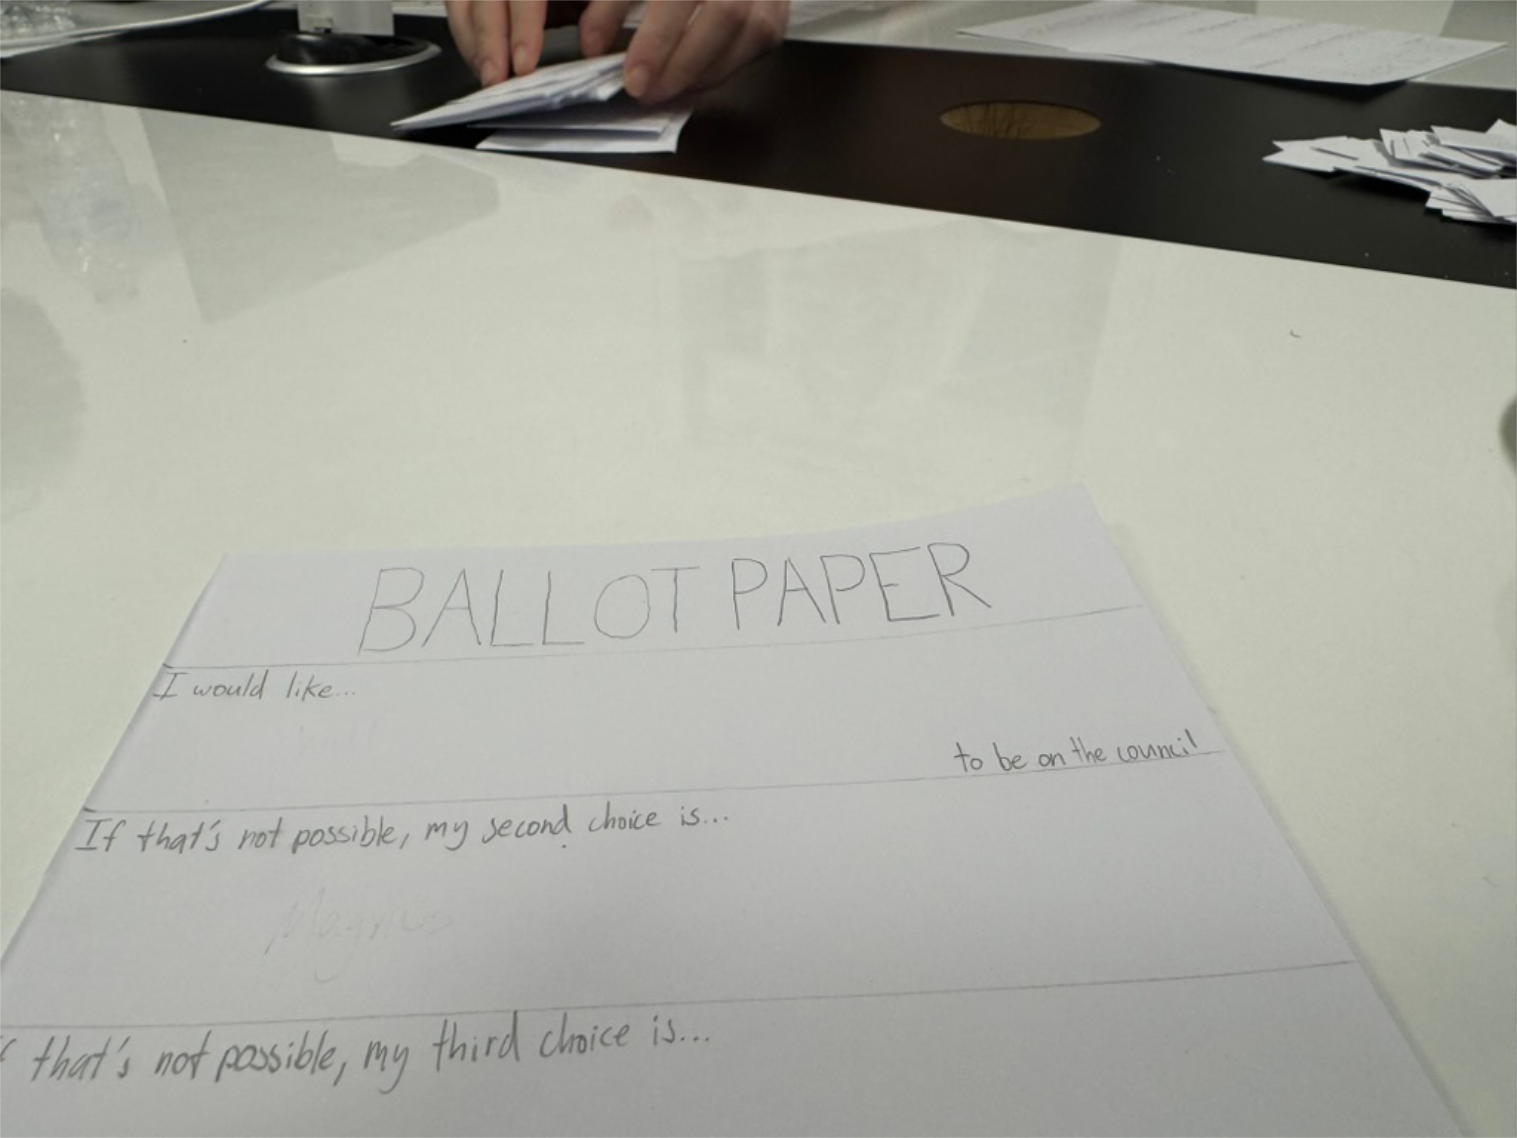 BALLOT PAPER
I would like...
to be on the council
If that's not possible, my second choice is...
Magnus
that's not possible, my third choice is...